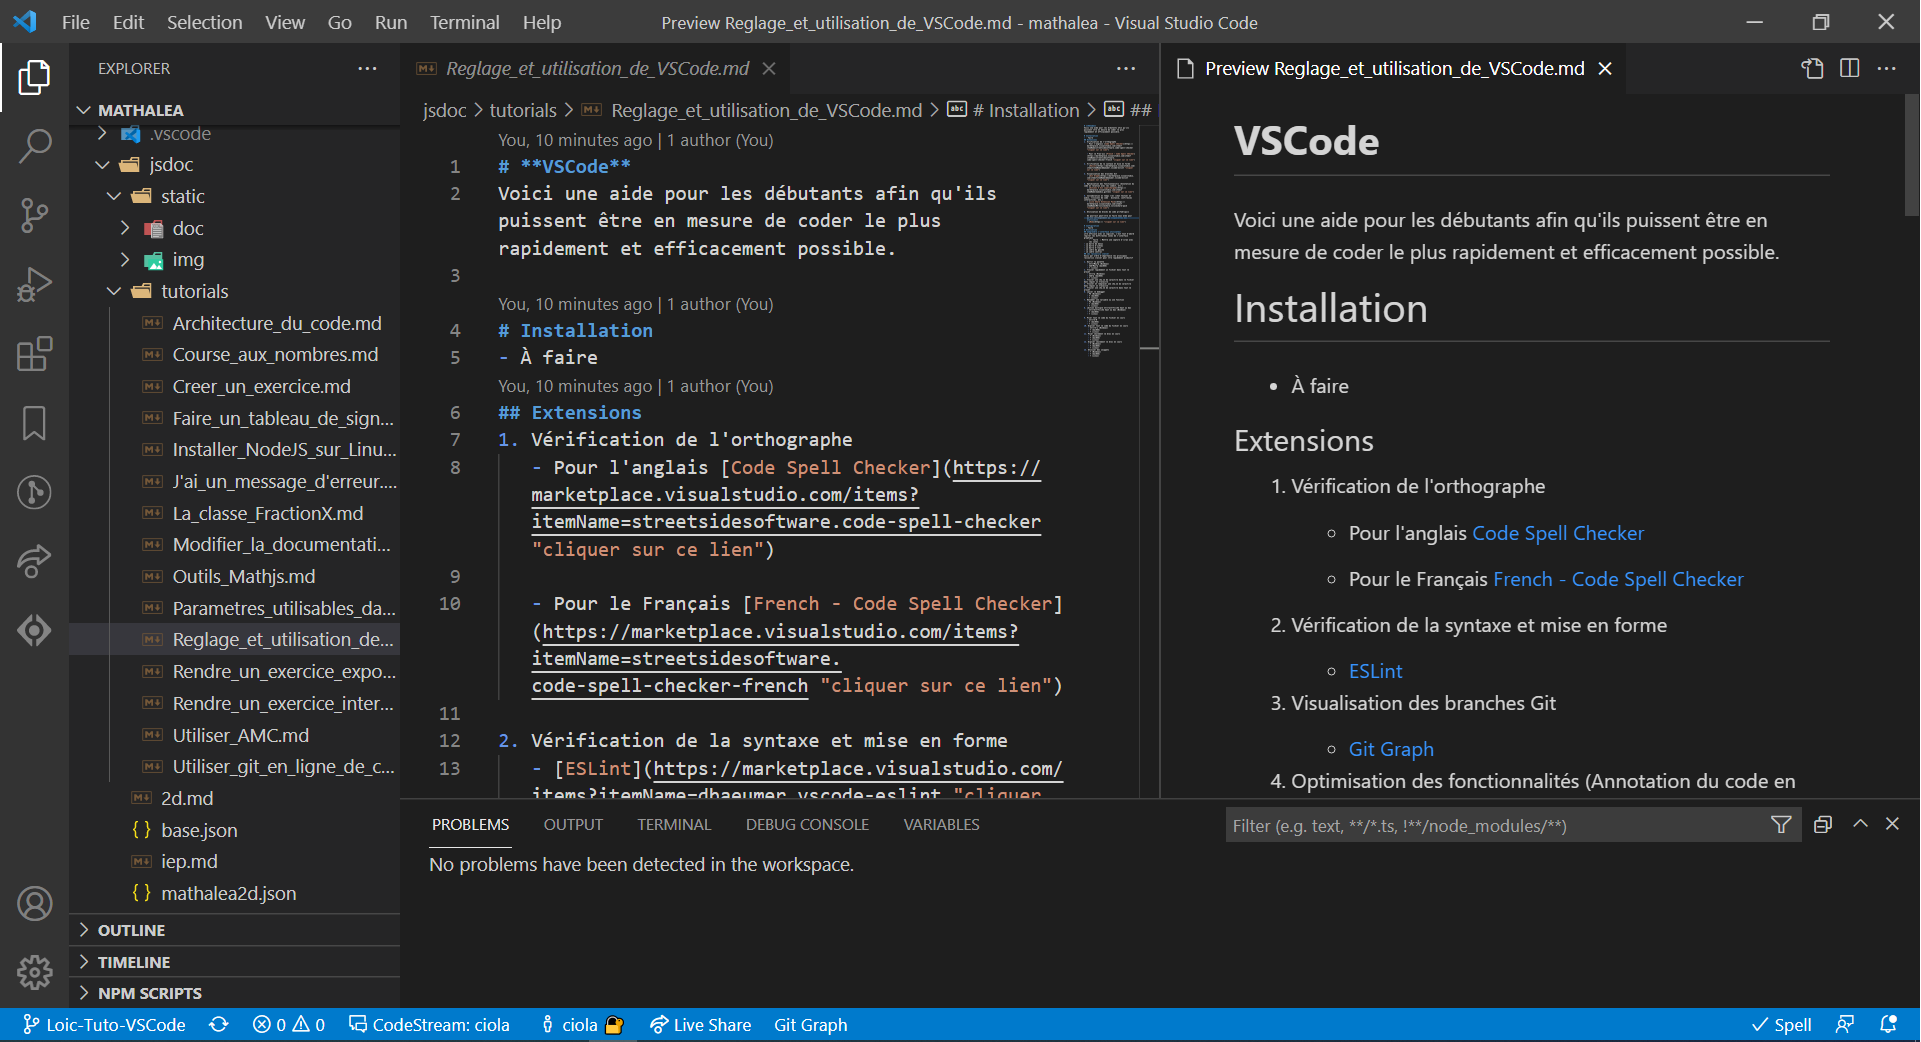 File Edit Selection View Go Run Terminal Help
Preview Reglage_et_utilisation_de_VSCode.md - mathalea - Visual Studio Code
EXPLORER
MATHALEA
.vscode
jsdoc
static
doc
img
tutorials
Architecture_du_code.md
Course_aux_nombres.md
Creer_un_exercice.md
Faire_un_tableau_de_sign...
Installer_NodeJS_sur_Linu...
J'ai_un_message_d'erreur....
La_classe_FractionX.md
Modifier_la_documentati...
Outils_Mathjs.md
Parametres_utilisables_da...
Reglage_et_utilisation_de...
Rendre_un_exercice_expo...
Rendre_un_exercice_inter...
Utiliser_AMC.md
Utiliser_git_en_ligne_de_c...
2d.md
{} base.json
iep.md
{} mathalea2d.json
OUTLINE
TIMELINE
NPM SCRIPTS
Reglage_et_utilisation_de_VSCode.md
jsdoc > tutorials > Reglage_et_utilisation_de_VSCode.md > abc # Installation > abc ##
You, 10 minutes ago | 1 author (You)
1 # **VSCode**
2 Voici une aide pour les débutants afin qu'ils
puissent être en mesure de coder le plus
rapidement et efficacement possible.
3
You, 10 minutes ago | 1 author (You)
4 # Installation
5 - À faire
You, 10 minutes ago | 1 author (You)
6 ## Extensions
7 1. Vérification de l'orthographe
8 - Pour l'anglais [Code Spell Checker](https://
marketplace.visualstudio.com/items?
itemName=streetsidesoftware.code-spell-checker
"cliquer sur ce lien")
9
10 - Pour le Français [French - Code Spell Checker]
(https://marketplace.visualstudio.com/items?
itemName=streetsidesoftware.
code-spell-checker-french "cliquer sur ce lien")
11
12 2. Vérification de la syntaxe et mise en forme
13 - [ESLint](https://marketplace.visualstudio.com/
items?itemName=dbaeumer.vscode-eslint "cliquer
Preview Reglage_et_utilisation_de_VSCode.md
VSCode
Voici une aide pour les débutants afin qu'ils puissent être en
mesure de coder le plus rapidement et efficacement possible.
Installation
• À faire
Extensions
1. Vérification de l'orthographe
Pour l'anglais Code Spell Checker
Pour le Français French - Code Spell Checker
2. Vérification de la syntaxe et mise en forme
ESLint
3. Visualisation des branches Git
Git Graph
4. Optimisation des fonctionnalités (Annotation du code en
PROBLEMS OUTPUT TERMINAL DEBUG CONSOLE VARIABLES
Filter (e.g. text, **/*.ts, !**/node_modules/**)
No problems have been detected in the workspace.
Loic-Tuto-VSCode 0 0 CodeStream: ciola ciola Live Share Git Graph Spell